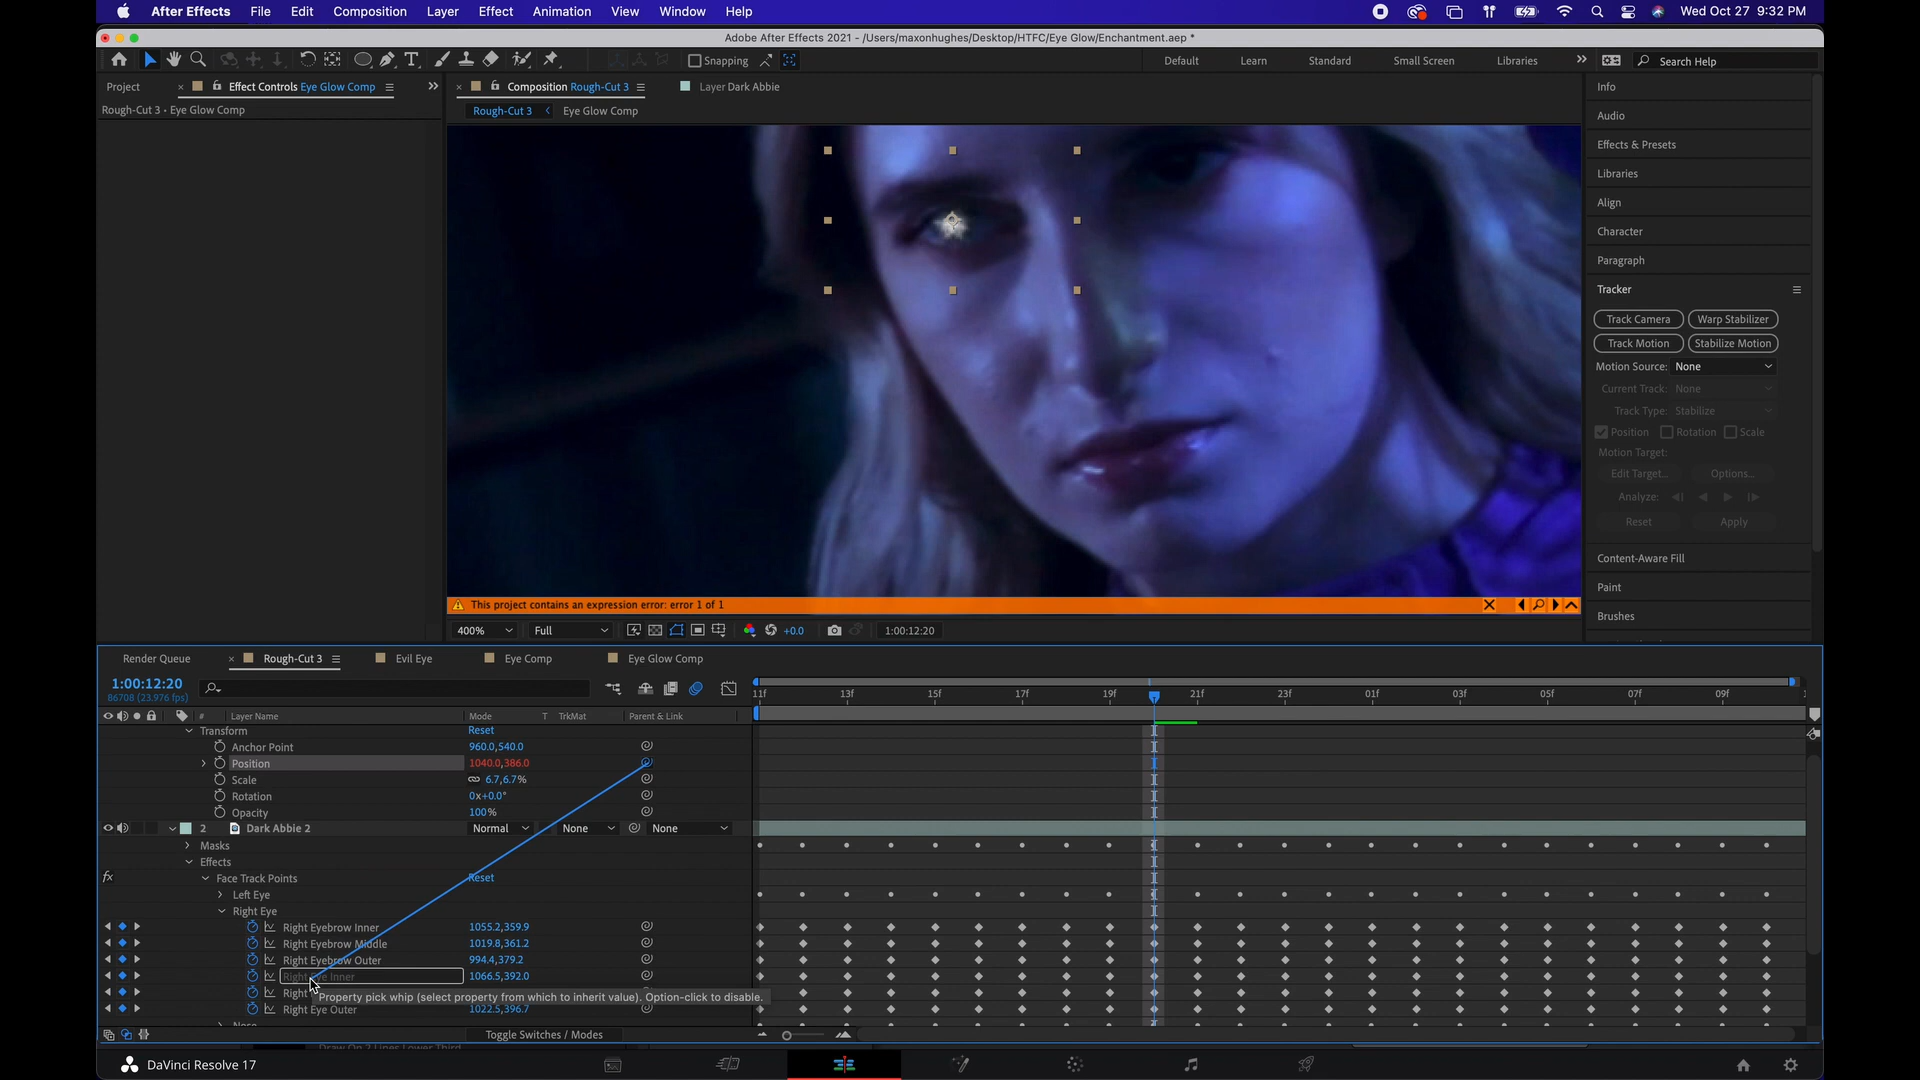 After Effects File Edit Composition Layer Effect Animation View Window Help Wed Oct 27 9:32 PM
Adobe After Effects 2021 - /Users/maxonhughes/Desktop/HTFC/Eye Glow/Enchantment.aep *
Snapping Default Learn Standard Small Screen Libraries Search Help
Project × Effect Controls Eye Glow Comp × Composition Rough-Cut 3 Layer Dark Abbie Info
Rough-Cut 3 • Eye Glow Comp Rough-Cut 3 Eye Glow Comp
Audio
Effects & Presets
Libraries
Align
Character
Paragraph
Tracker
Track Camera Warp Stabilizer
Track Motion Stabilize Motion
Motion Source: None
Current Track: None
Track Type: Stabilize
Position Rotation Scale
Motion Target:
Edit Target... Options...
Analyze:
Reset Apply
Content-Aware Fill
Paint
Brushes
This project contains an expression error: error 1 of 1
400% Full +0.0 1:00:12:20
Render Queue × Rough-Cut 3 Evil Eye Eye Comp Eye Glow Comp
1:00:12:20
86708 (23.976 fps)
11f 13f 15f 17f 19f 21f 23f 01f 03f 05f 07f 09f
# Layer Name Mode T TrkMat Parent & Link
Transform Reset
Anchor Point 960.0,540.0
Position 1040.0,386.0
Scale 6.7,6.7%
Rotation 0x+0.0°
Opacity 100%
2 Dark Abbie 2 Normal None None
Masks
Effects
fx Face Track Points Reset
Left Eye
Right Eye
Right Eyebrow Inner 1055.2,359.9
Right Eyebrow Middle 1019.8,361.2
Right Eyebrow Outer 994.4,379.2
Right Eye Inner 1066.5,392.0
Right Property pick whip (select property from which to inherit value). Option-click to disable.
Right Eye Outer 1022.5,396.7
Toggle Switches / Modes
DaVinci Resolve 17